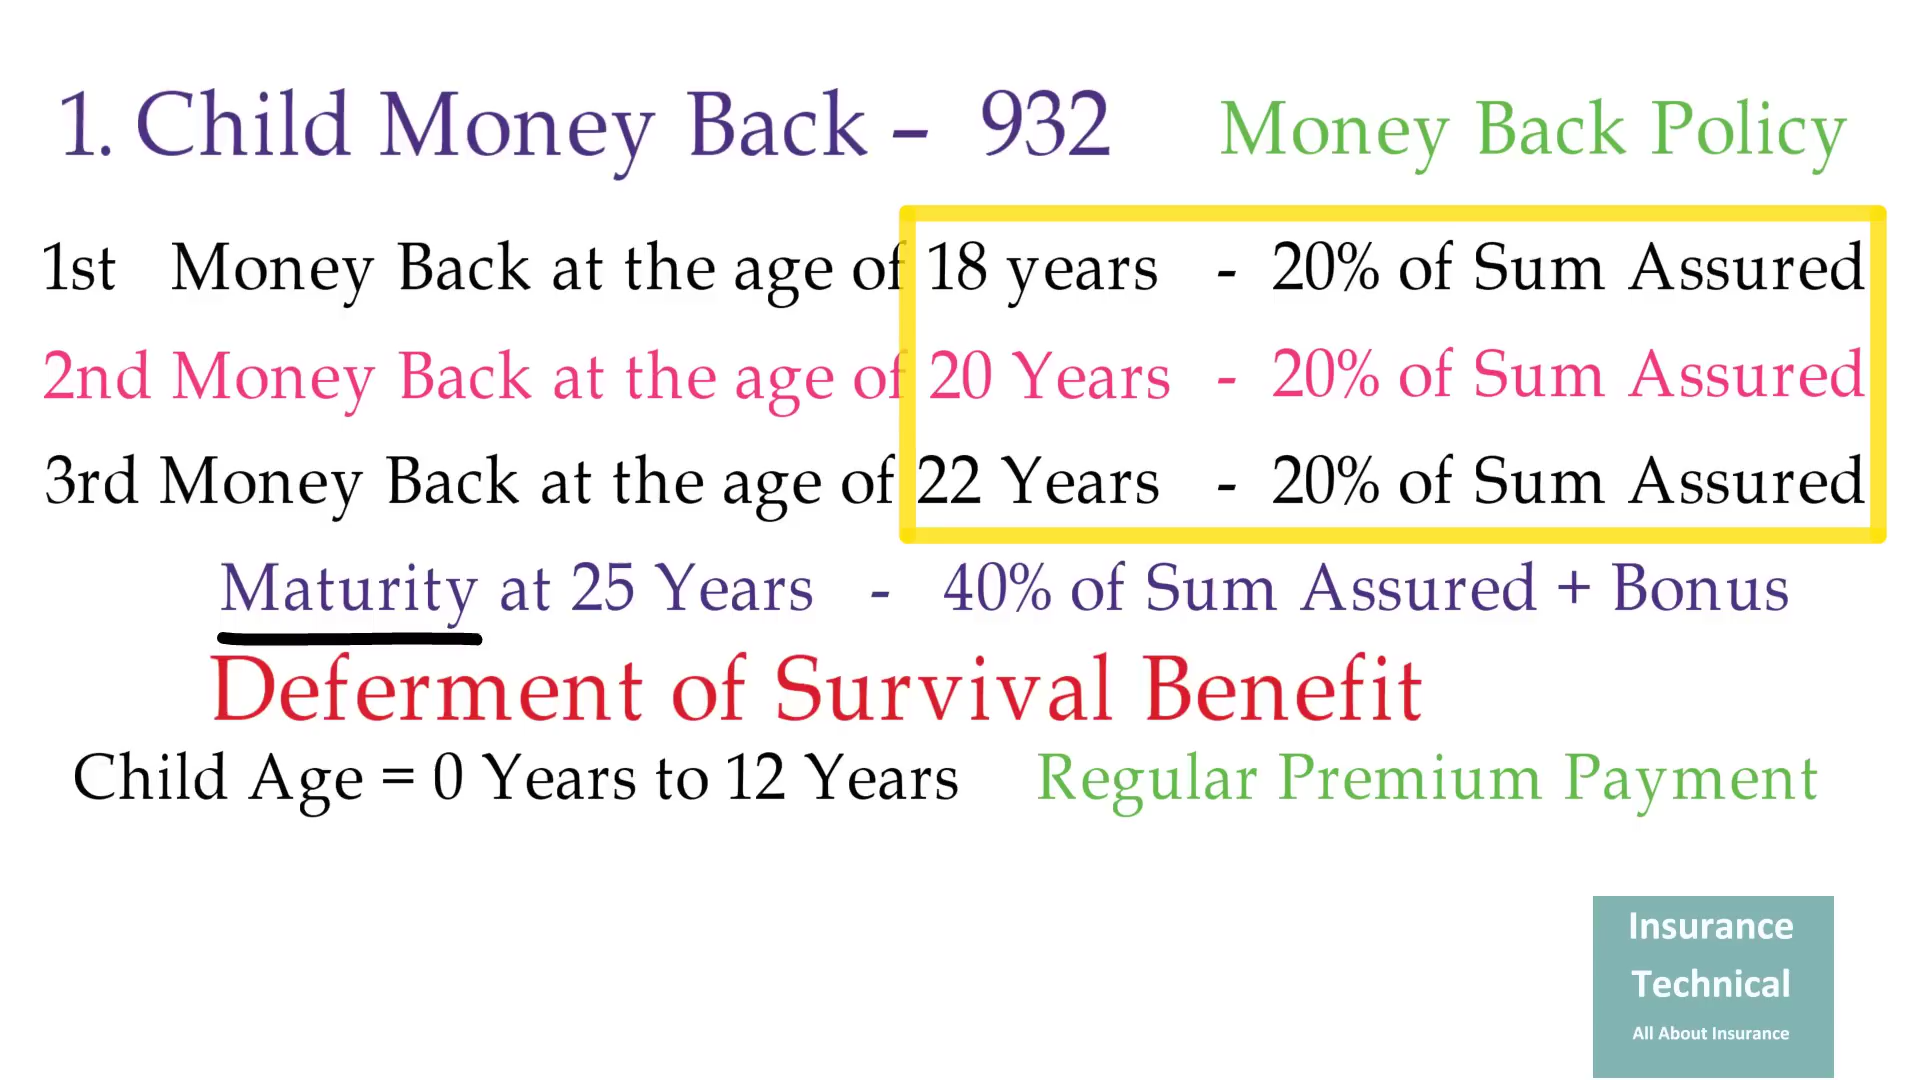 1. Child Money Back – 932 Money Back Policy
1st Money Back at the age of 18 years - 20% of Sum Assured
2nd Money Back at the age of 20 Years - 20% of Sum Assured
3rd Money Back at the age of 22 Years - 20% of Sum Assured
Maturity at 25 Years - 40% of Sum Assured + Bonus
Deferment of Survival Benefit
Child Age = 0 Years to 12 Years Regular Premium Payment
Insurance
Technical
All About Insurance